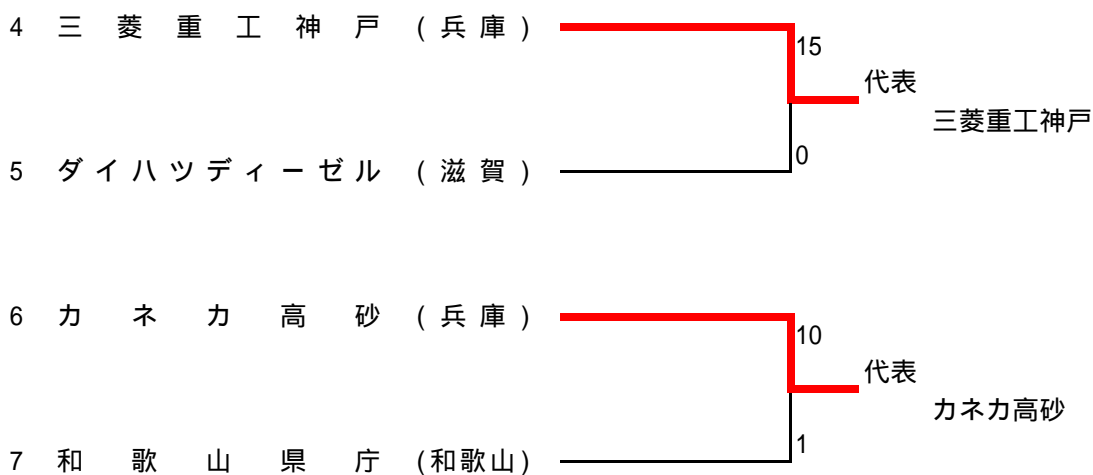 4 三菱重工神戸 (兵庫)
15
代表
三菱重工神戸
0
5 ダイハツディーゼル (滋賀)
6 カネカ高砂 (兵庫)
10
代表
カネカ高砂
1
7 和歌山県庁 (和歌山)